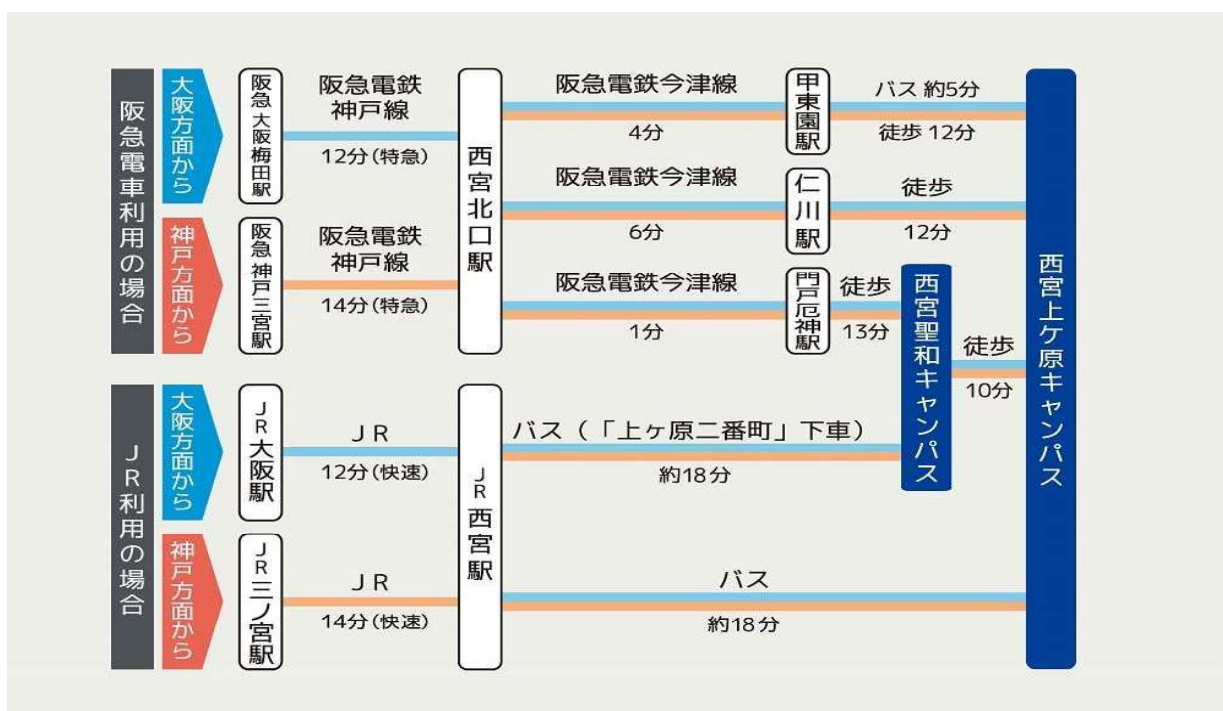 阪急電車利用の場合
大阪方面から
阪急 大阪梅田駅
阪急電鉄
神戸線
12分(特急)
神戸方面から
阪急 神戸三宮駅
阪急電鉄
神戸線
14分(特急)
西宮北口駅
阪急電鉄今津線
4分
甲東園駅
バス 約5分
徒歩 12分
阪急電鉄今津線
6分
仁川駅
徒歩
12分
阪急電鉄今津線
1分
門戸厄神駅
徒歩
13分
西宮聖和キャンパス
徒歩
10分
西宮上ケ原キャンパス
JR利用の場合
大阪方面から
JR大阪駅
JR
12分(快速)
神戸方面から
JR三ノ宮駅
JR
14分(快速)
JR西宮駅
バス(「上ヶ原二番町」下車)
約18分
バス
約18分